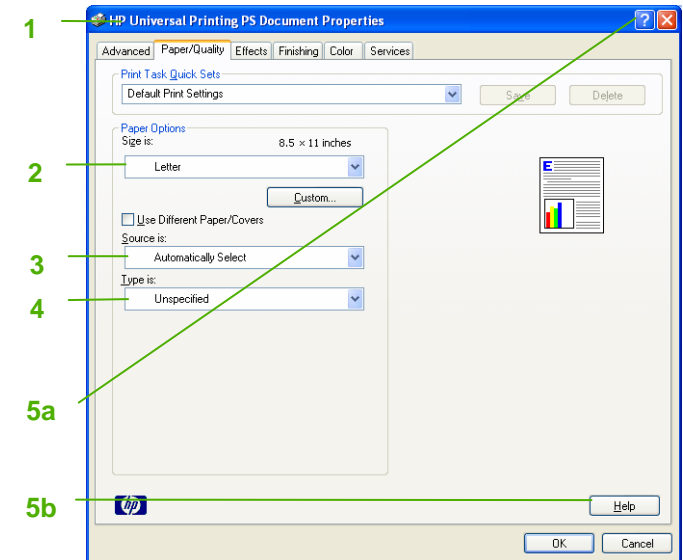 1
HP Universal Printing PS Document Properties
?
Advanced Paper/Quality Effects Finishing Color Services
Print Task Quick Sets
Default Print Settings Save Delete
Paper Options
Size is: 8.5 × 11 inches
2
Letter
Custom...
E
Use Different Paper/Covers
Source is:
3
Automatically Select
Type is:
4
Unspecified
5a
5b
hp
Help
OK Cancel